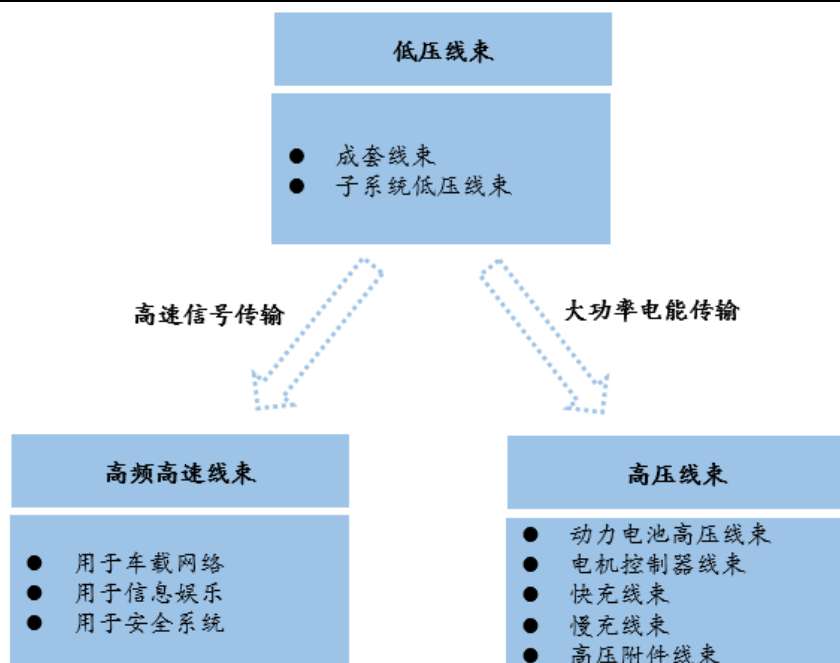 低压线束
● 成套线束
● 子系统低压线束
高速信号传输
大功率电能传输
高频高速线束
● 用于车载网络
● 用于信息娱乐
● 用于安全系统
高压线束
● 动力电池高压线束
● 电机控制器线束
● 快充线束
● 慢充线束
● 高压附件线束